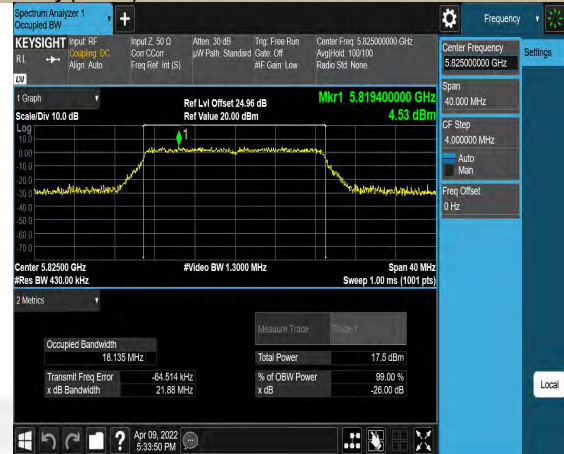 Spectrum Analyzer 1
Occupied BW
+
Frequency
KEYSIGHT
RL
LXI
Input: RF
Coupling: DC
Align: Auto
Input Z: 50 Ω
Corr CCorr
Freq Ref: Int (S)
Atten: 30 dB
µW Path: Standard
Trig: Free Run
Gate: Off
#IF Gain: Low
Center Freq: 5.825000000 GHz
Avg|Hold: 100/100
Radio Std: None
Center Frequency
5.825000000 GHz
Settings
Span
40.000 MHz
CF Step
4.000000 MHz
Auto
Man
Freq Offset
0 Hz
1 Graph
Scale/Div 10.0 dB
Ref Lvl Offset 24.96 dB
Ref Value 20.00 dBm
Mkr1 5.819400000 GHz
4.53 dBm
Log
10.0
0.00
-10.0
-20.0
-30.0
-40.0
-50.0
-60.0
-70.0
1
Center 5.82500 GHz
#Res BW 430.00 kHz
#Video BW 1.3000 MHz
Span 40 MHz
Sweep 1.00 ms (1001 pts)
2 Metrics
Measure Trace
Trace 1
Occupied Bandwidth
18.135 MHz
Total Power
17.5 dBm
Transmit Freq Error
-64.514 kHz
% of OBW Power
99.00 %
x dB Bandwidth
21.88 MHz
x dB
-26.00 dB
Local
?
Apr 09, 2022
5:33:50 PM